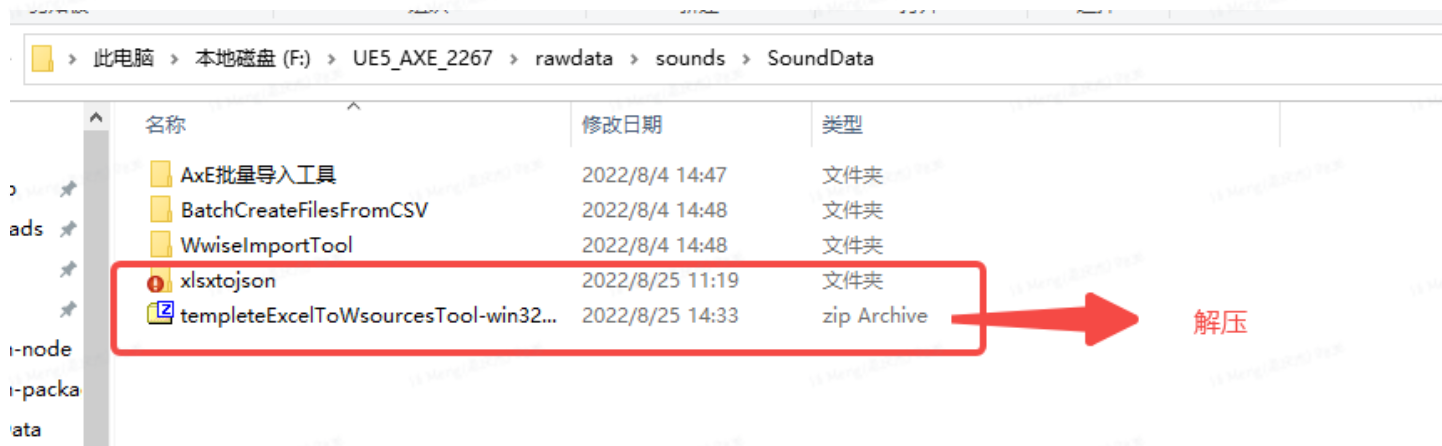 此电脑 > 本地磁盘 (F:) > UE5_AXE_2267 > rawdata > sounds > SoundData
名称 修改日期 类型
AxE批量导入工具 2022/8/4 14:47 文件夹
BatchCreateFilesFromCSV 2022/8/4 14:48 文件夹
ads
WwiseImportTool 2022/8/4 14:48 文件夹
xlsxtojson 2022/8/25 11:19 文件夹
templeteExcelToWsourcesTool-win32... 2022/8/25 14:33 zip Archive
解压
-node
-packa
ata